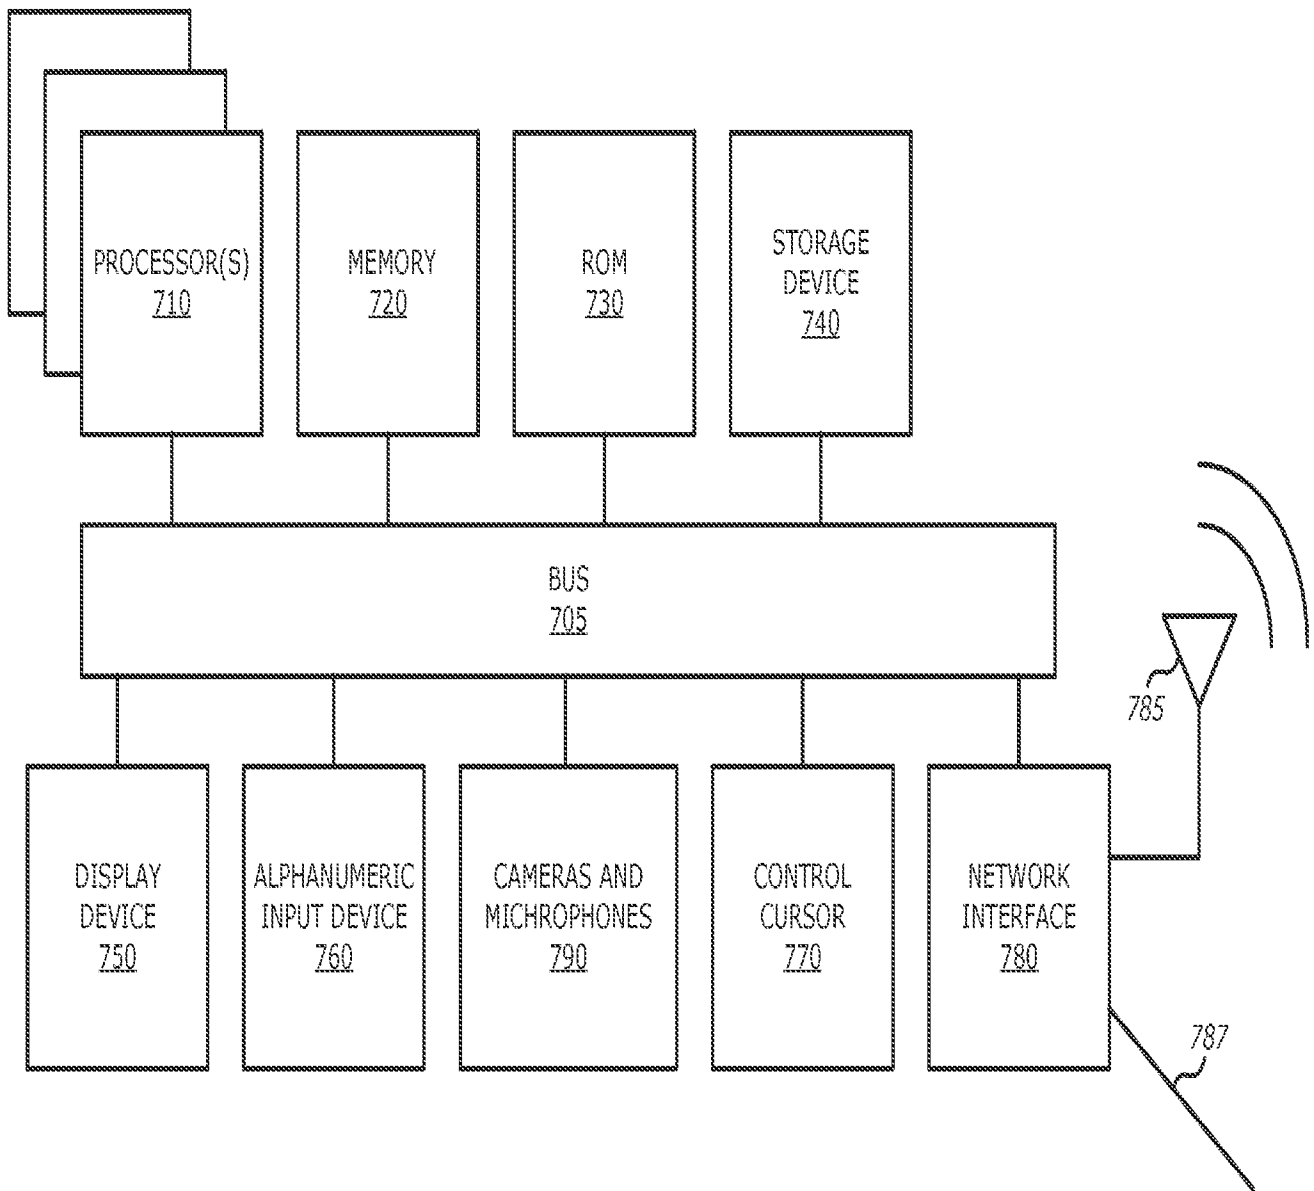 PROCESSOR(S)
710
MEMORY
720
ROM
730
STORAGE
DEVICE
740
BUS
705
785
DISPLAY
DEVICE
750
ALPHANUMERIC
INPUT DEVICE
760
CAMERAS AND
MICHROPHONES
790
CONTROL
CURSOR
770
NETWORK
INTERFACE
780
787